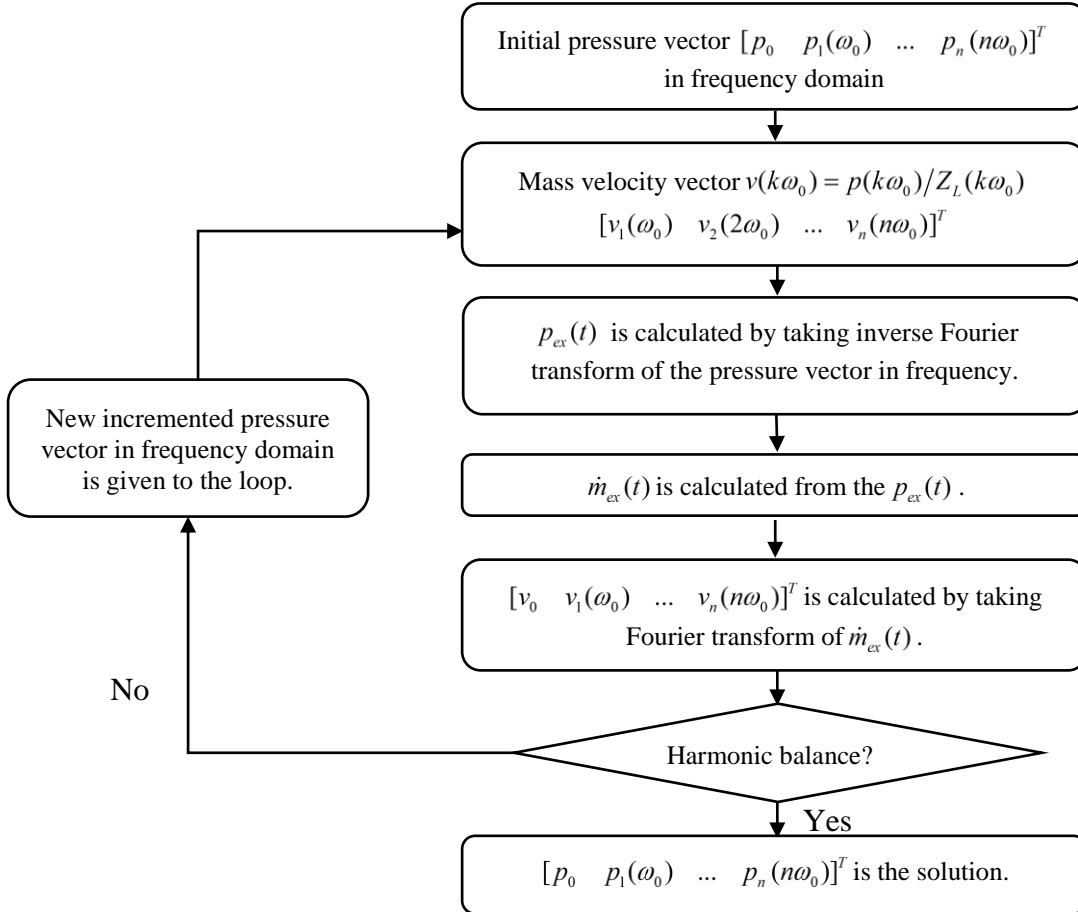 Initial pressure vector [p₀ p₁(ω₀) ... pₙ(nω₀)]ᵀ
in frequency domain
Mass velocity vector v(kω₀) = p(kω₀)/Z_L(kω₀)
[v₁(ω₀) v₂(2ω₀) ... vₙ(nω₀)]ᵀ
p_ex(t) is calculated by taking inverse Fourier
transform of the pressure vector in frequency.
New incremented pressure
vector in frequency domain
is given to the loop.
ṁ_ex(t) is calculated from the p_ex(t) .
[v₀ v₁(ω₀) ... vₙ(nω₀)]ᵀ is calculated by taking
Fourier transform of ṁ_ex(t) .
No
Harmonic balance?
Yes
[p₀ p₁(ω₀) ... pₙ(nω₀)]ᵀ is the solution.